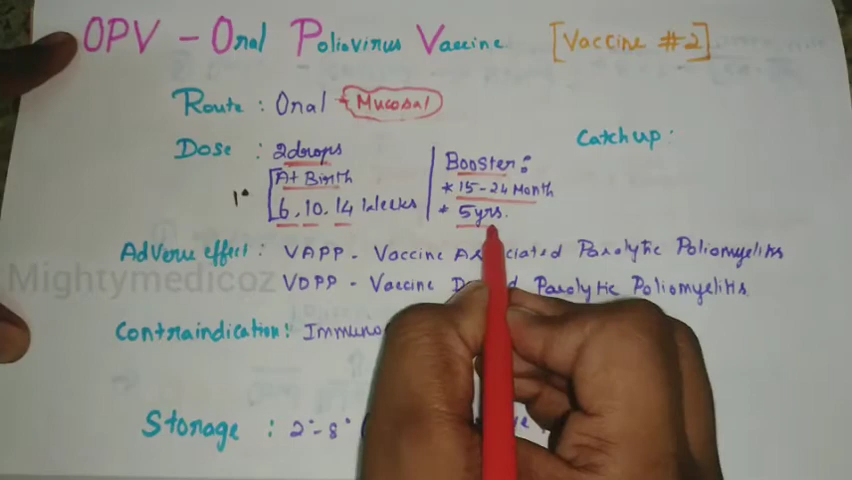 OPV - Oral Poliovirus Vaccine [Vaccine #2]
Route : Oral Mucosal
Catchup :
Dose : 2drops
At Birth
1°
6, 10, 14 Weeks
Booster :
* 15-24 Month
* 5yrs.
Adverse effect : VAPP - Vaccine Associated Paralytic Poliomyelitis
VDPP - Vaccine Paralytic Poliomyelitis
Mightymedicoz
Contraindication :
Storage : 2°-8°